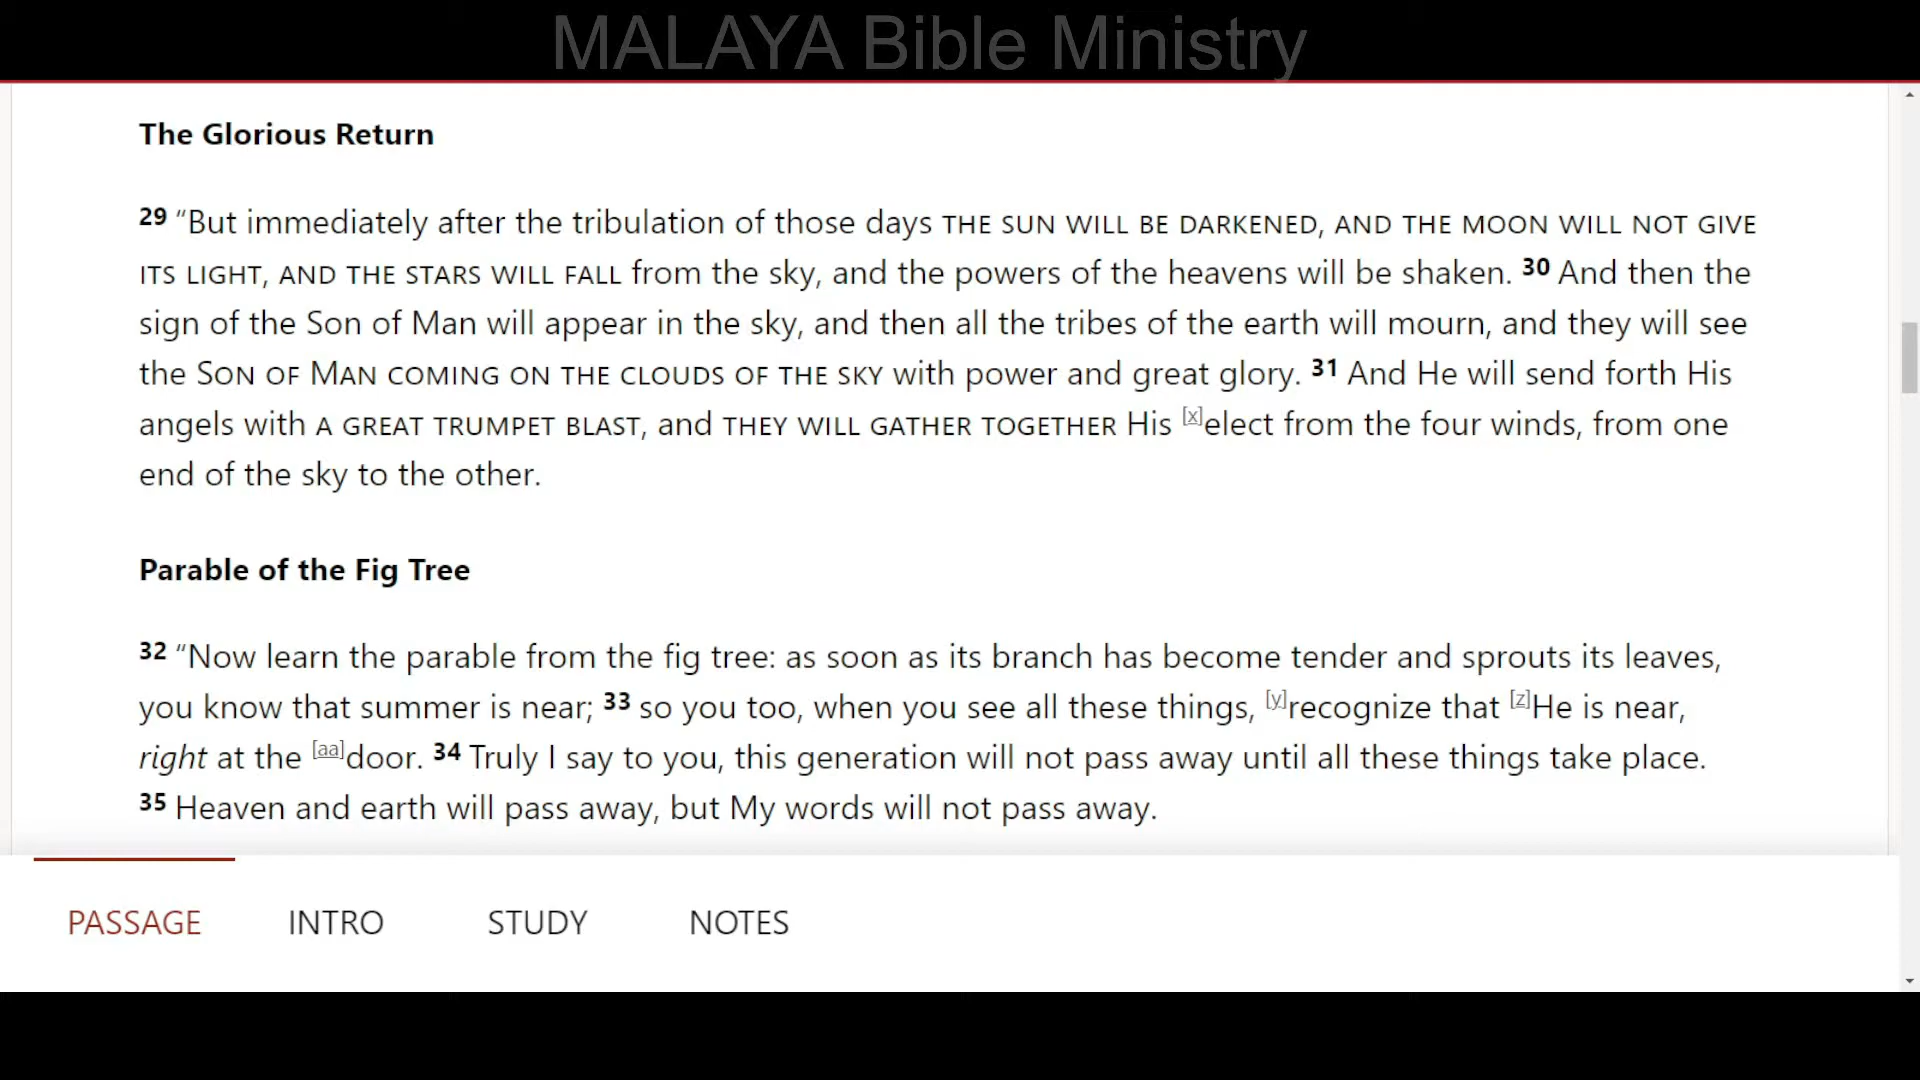 MALAYA Bible Ministry
The Glorious Return
29 “But immediately after the tribulation of those days THE SUN WILL BE DARKENED, AND THE MOON WILL NOT GIVE
ITS LIGHT, AND THE STARS WILL FALL from the sky, and the powers of the heavens will be shaken. 30 And then the
sign of the Son of Man will appear in the sky, and then all the tribes of the earth will mourn, and they will see
the SON OF MAN COMING ON THE CLOUDS OF THE SKY with power and great glory. 31 And He will send forth His
angels with A GREAT TRUMPET BLAST, and THEY WILL GATHER TOGETHER His [x]elect from the four winds, from one
end of the sky to the other.
Parable of the Fig Tree
32 “Now learn the parable from the fig tree: as soon as its branch has become tender and sprouts its leaves,
you know that summer is near; 33 so you too, when you see all these things, [y]recognize that [z]He is near,
right at the [aa]door. 34 Truly I say to you, this generation will not pass away until all these things take place.
35 Heaven and earth will pass away, but My words will not pass away.
PASSAGE INTRO STUDY NOTES